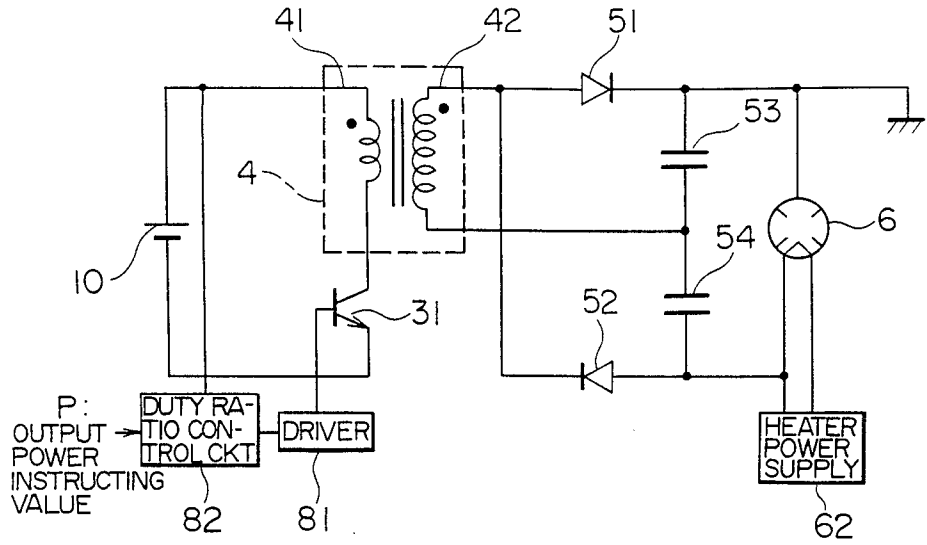 41
42
51
53
4
6
54
10
31
52
P:
OUTPUT
POWER
INSTRUCTING
VALUE
DUTY RA-
TIO CON-
TROL CKT
DRIVER
HEATER
POWER
SUPPLY
82
81
62